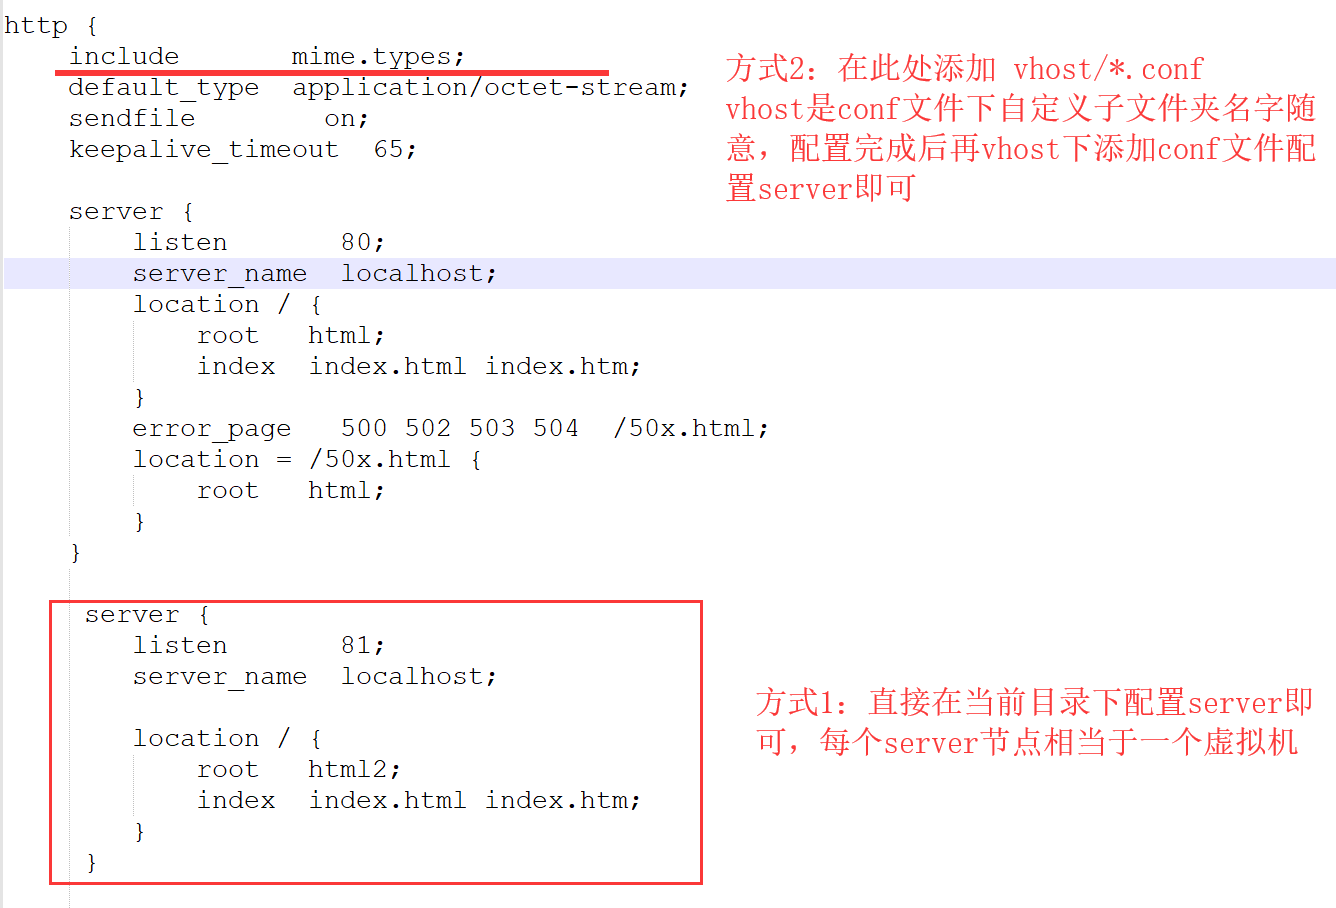 http {
    include       mime.types;
    default_type  application/octet-stream;
    sendfile        on;
    keepalive_timeout  65;
方式2：在此处添加 vhost/*.conf
vhost是conf文件下自定义子文件夹名字随
意，配置完成后再vhost下添加conf文件配
置server即可
    server {
        listen       80;
        server_name  localhost;
        location / {
            root   html;
            index  index.html index.htm;
        }
        error_page   500 502 503 504  /50x.html;
        location = /50x.html {
            root   html;
        }
    }
     server {
        listen       81;
        server_name  localhost;
        location / {
            root   html2;
            index  index.html index.htm;
        }
     }
方式1：直接在当前目录下配置server即
可，每个server节点相当于一个虚拟机